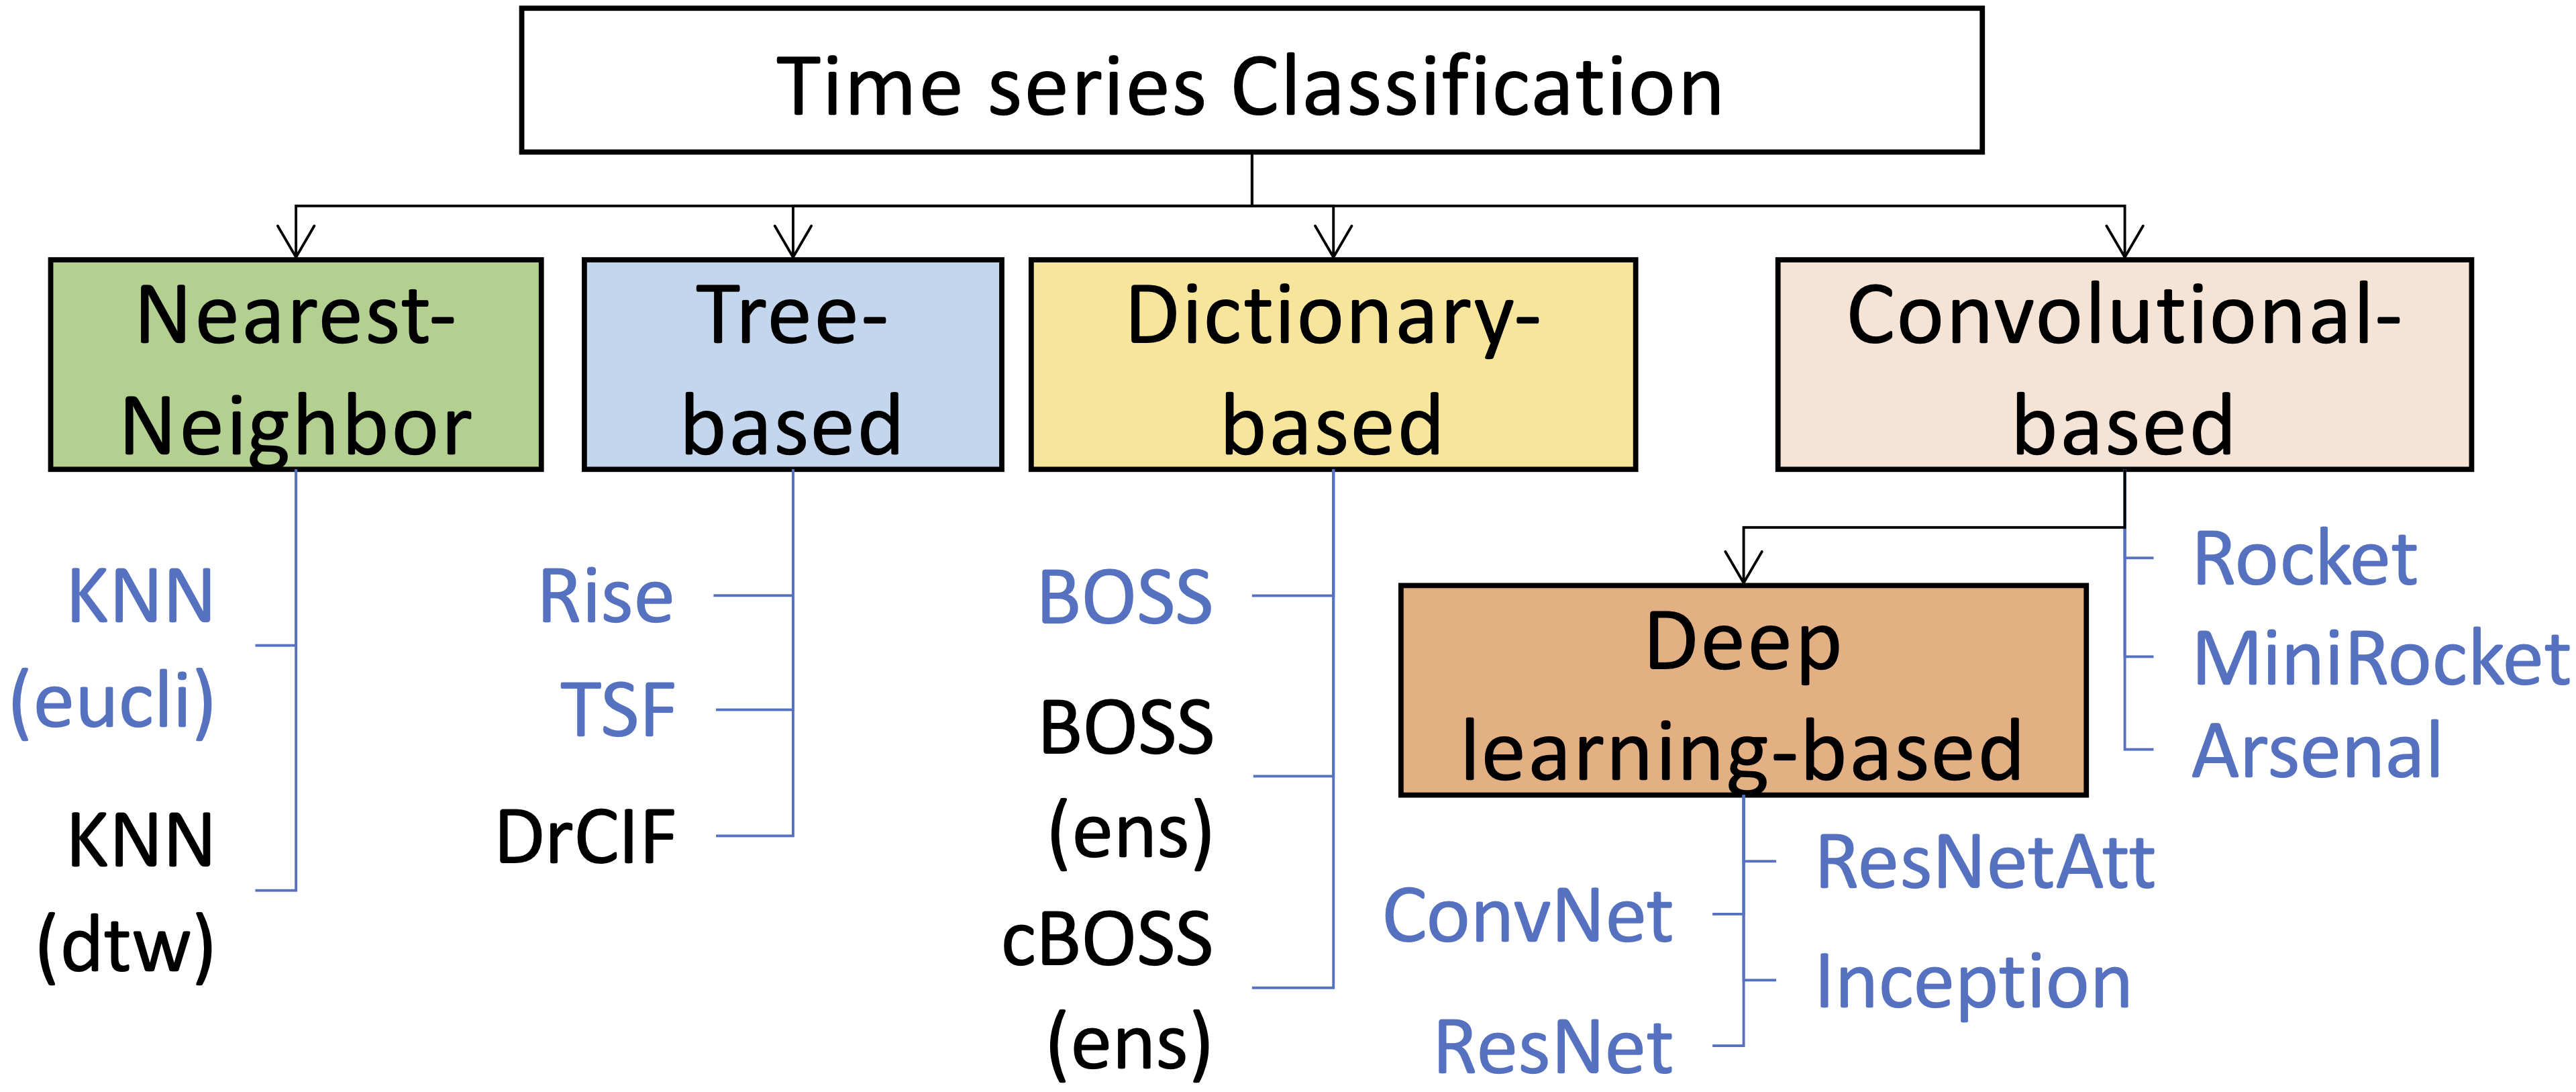 Time series Classification
Nearest-
Neighbor
Tree-
based
Dictionary-
based
Convolutional-
based
KNN
(eucli)
KNN
(dtw)
Rise
TSF
DrCIF
BOSS
BOSS
(ens)
cBOSS
(ens)
Deep
learning-based
ConvNet
ResNet
ResNetAtt
Inception
Rocket
MiniRocket
Arsenal